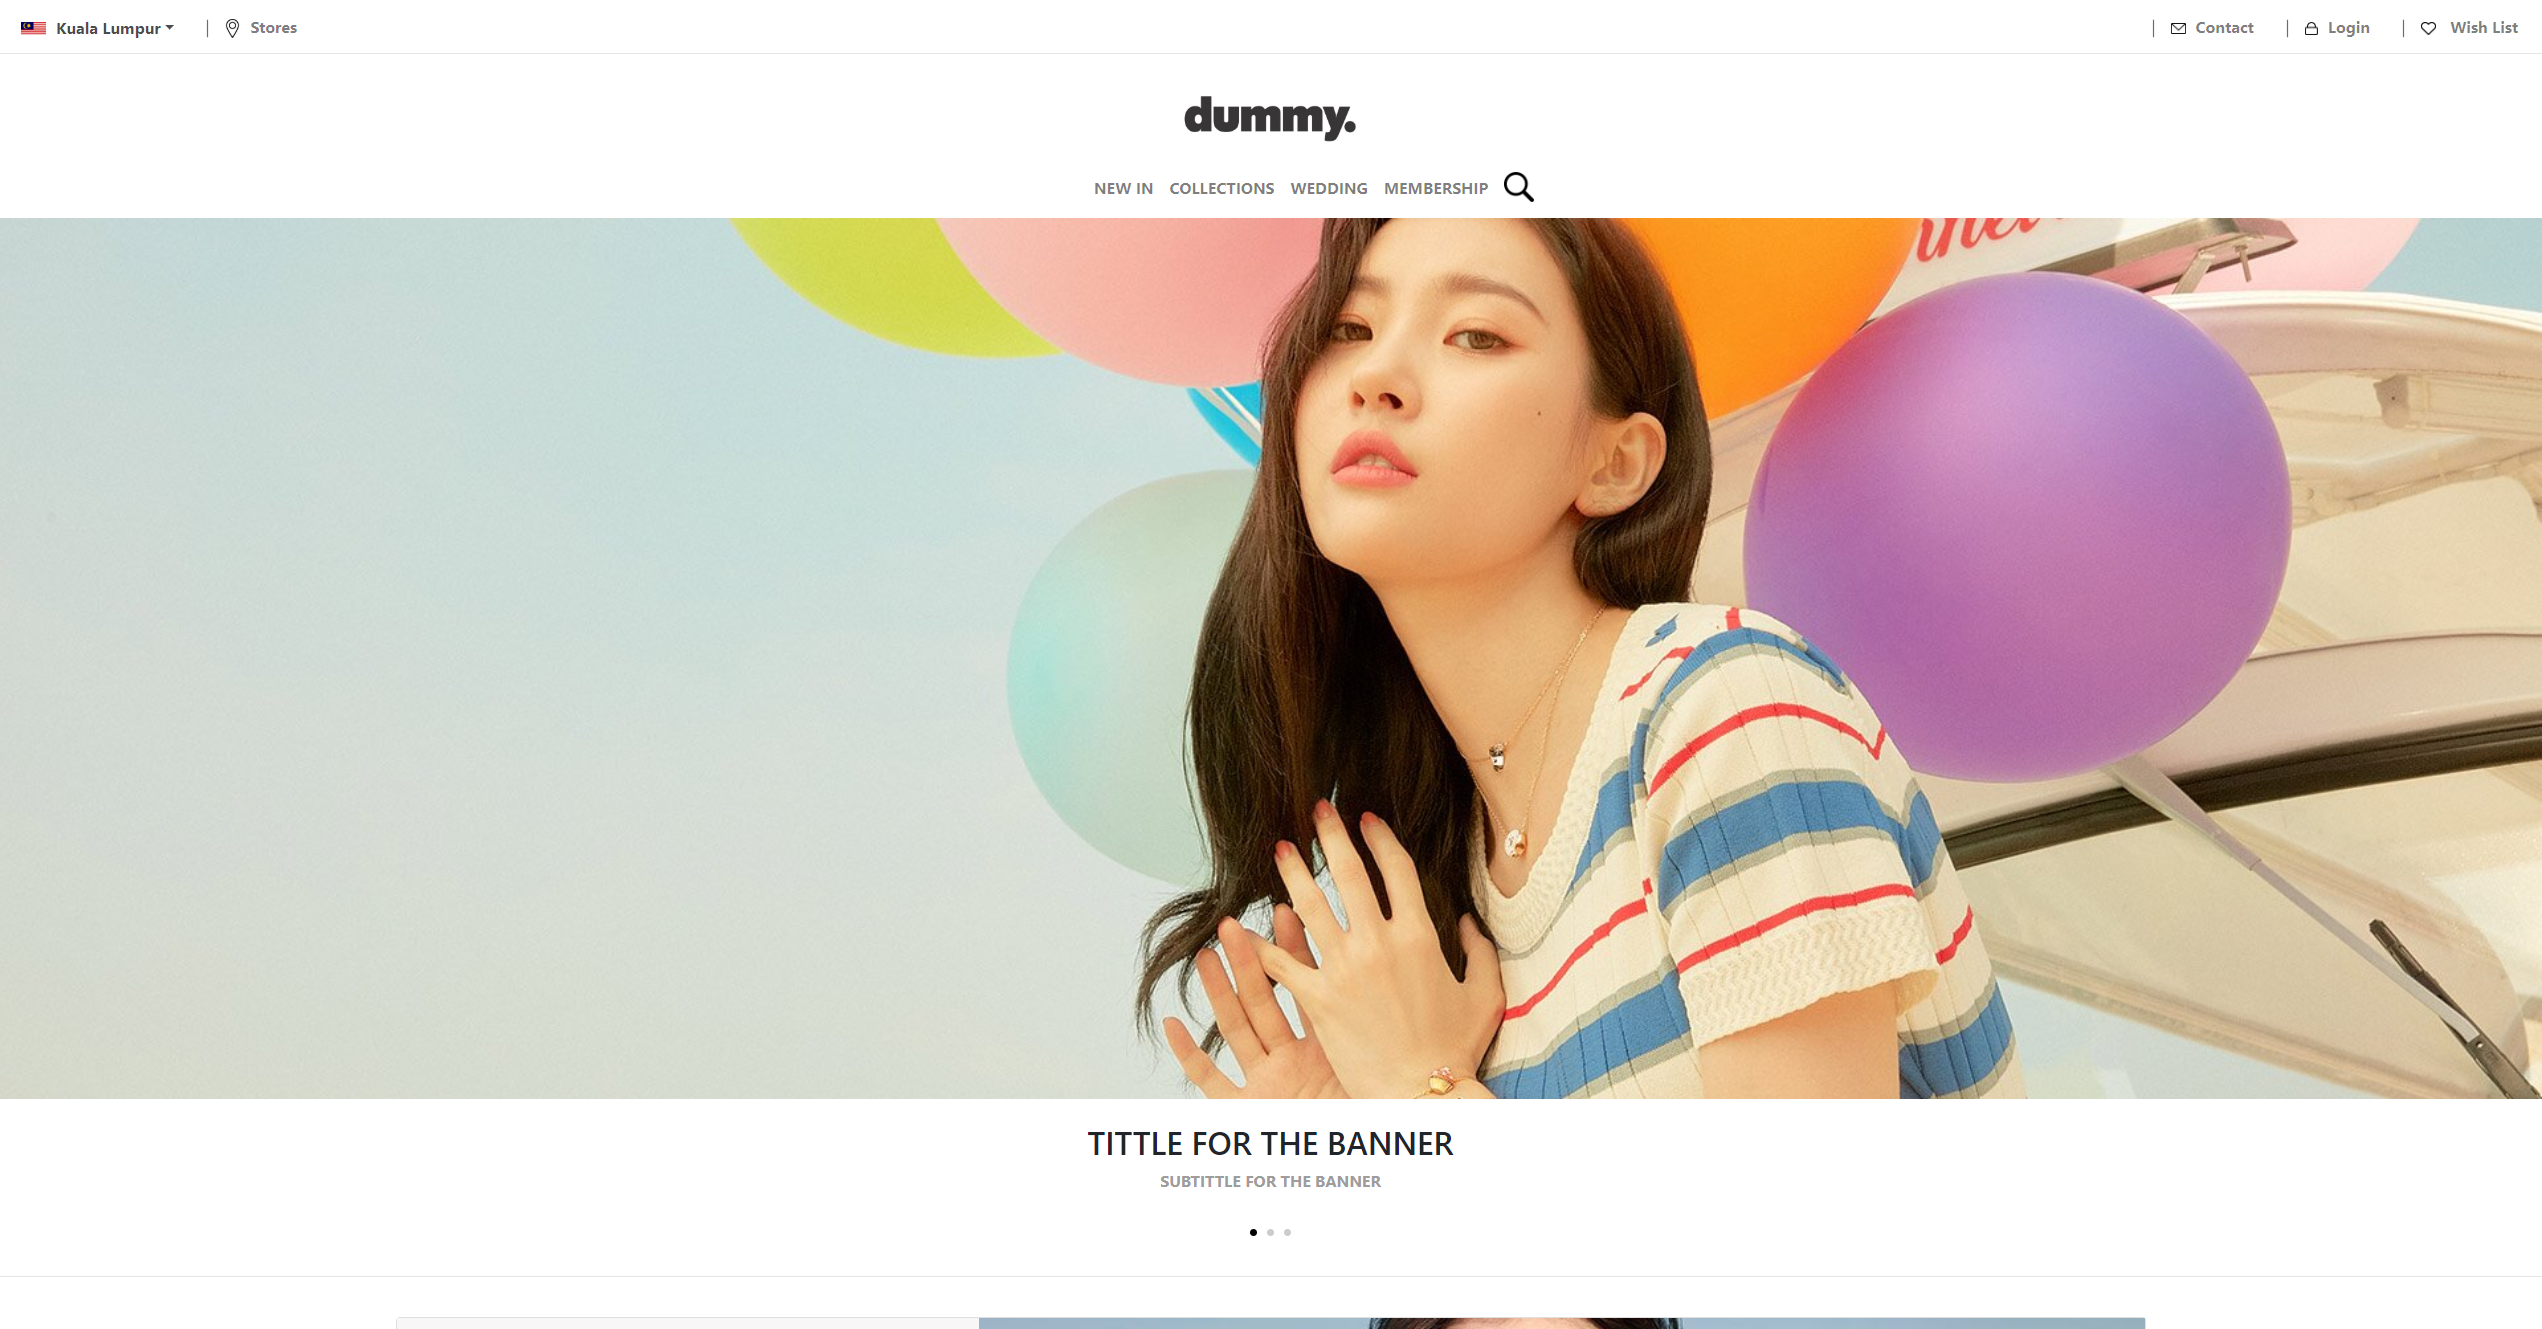 Kuala Lumpur
Stores
Contact
Login
Wish List
dummy.
NEW IN COLLECTIONS WEDDING MEMBERSHIP
TITTLE FOR THE BANNER
SUBTITTLE FOR THE BANNER